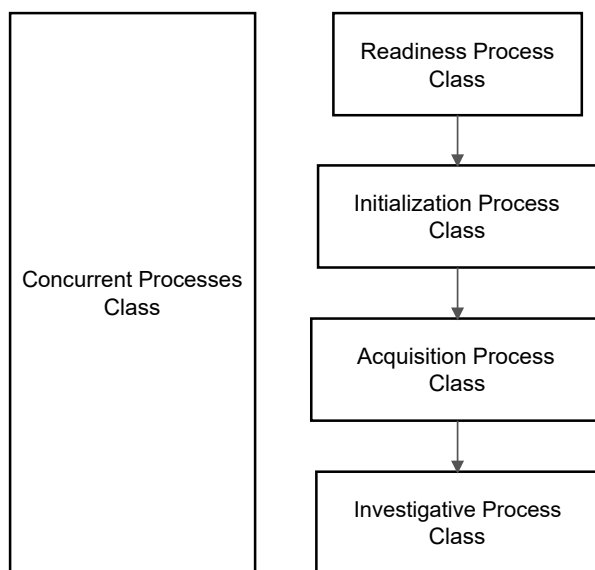 Concurrent Processes
Class
Readiness Process
Class
Initialization Process
Class
Acquisition Process
Class
Investigative Process
Class